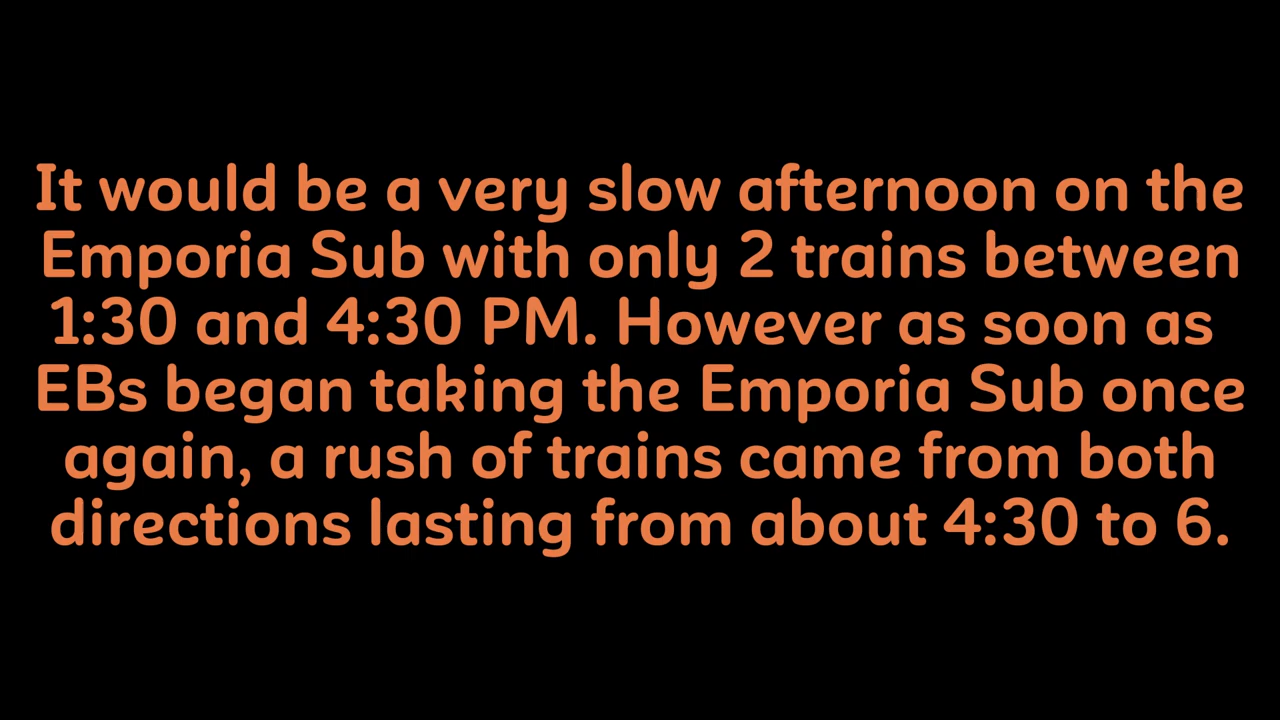 It would be a very slow afternoon on the
Emporia Sub with only 2 trains between
1:30 and 4:30 PM. However as soon as
EBs began taking the Emporia Sub once
again, a rush of trains came from both
directions lasting from about 4:30 to 6.